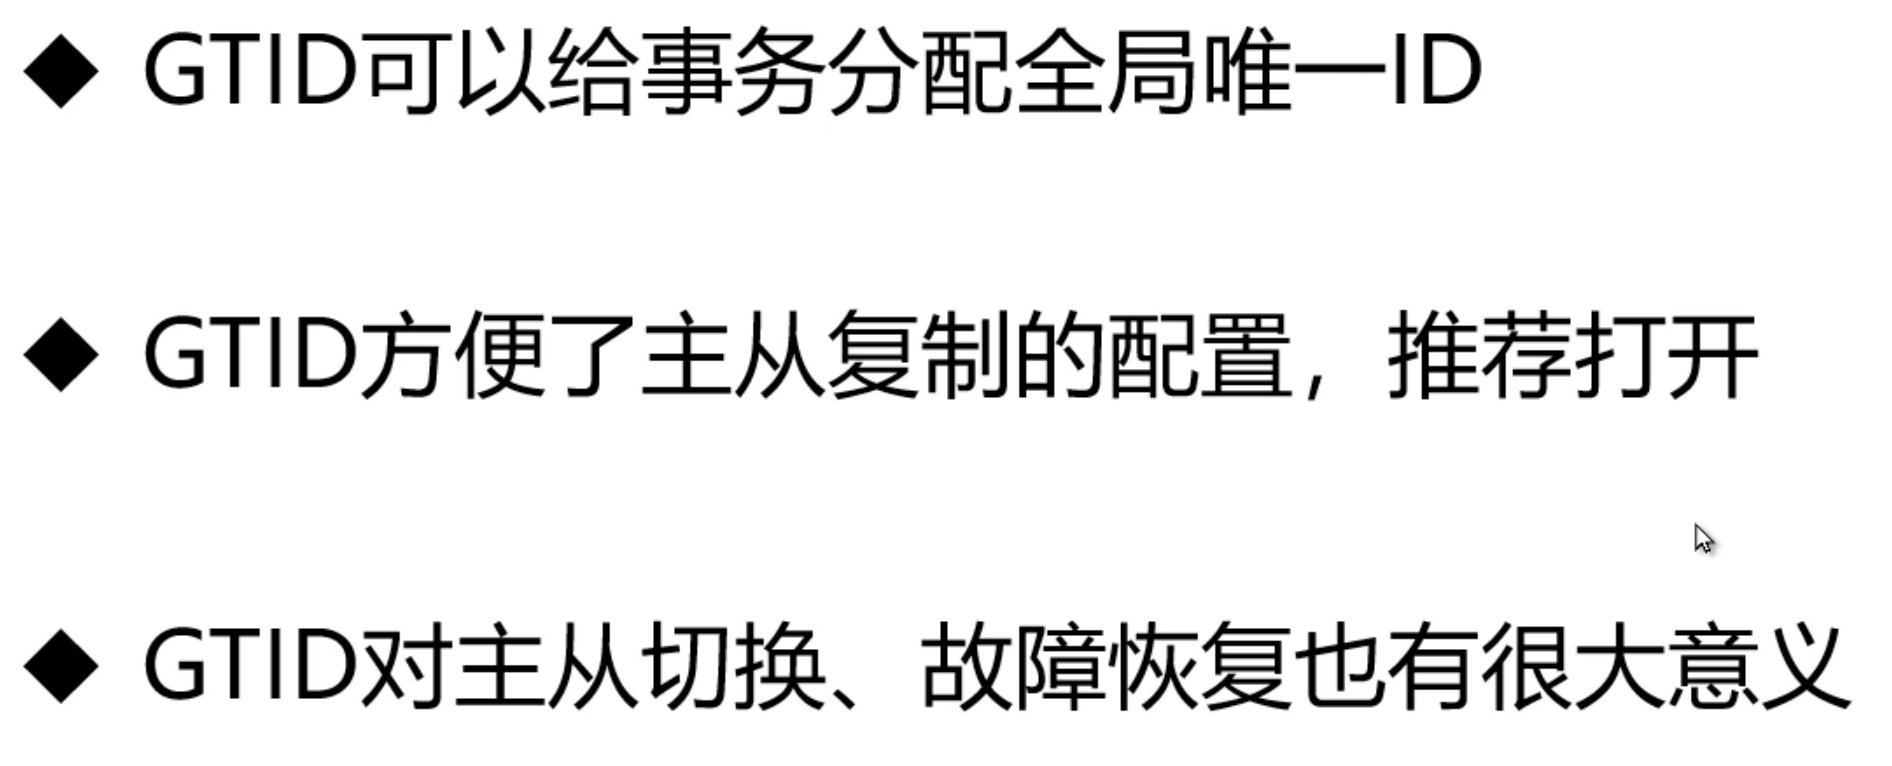 ◆ GTID可以给事务分配全局唯一ID
◆ GTID方便了主从复制的配置，推荐打开
◆ GTID对主从切换、故障恢复也有很大意义